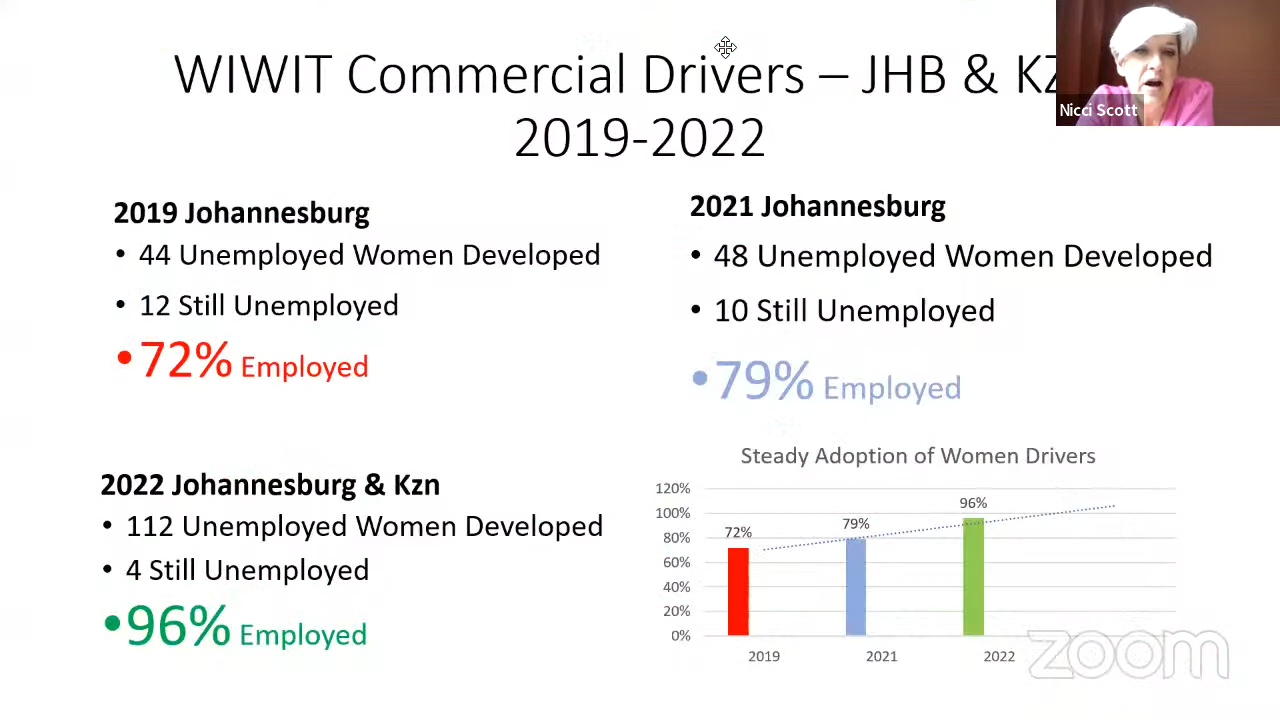 WIWIT Commercial Drivers – JHB & KZ
2019-2022
Nicci Scott
2019 Johannesburg
• 44 Unemployed Women Developed
• 12 Still Unemployed
• 72% Employed
2021 Johannesburg
• 48 Unemployed Women Developed
• 10 Still Unemployed
• 79% Employed
2022 Johannesburg & Kzn
• 112 Unemployed Women Developed
• 4 Still Unemployed
• 96% Employed
Steady Adoption of Women Drivers
120%
100%
80%
60%
40%
20%
0%
72%
79%
96%
2019 2021 2022
zoom